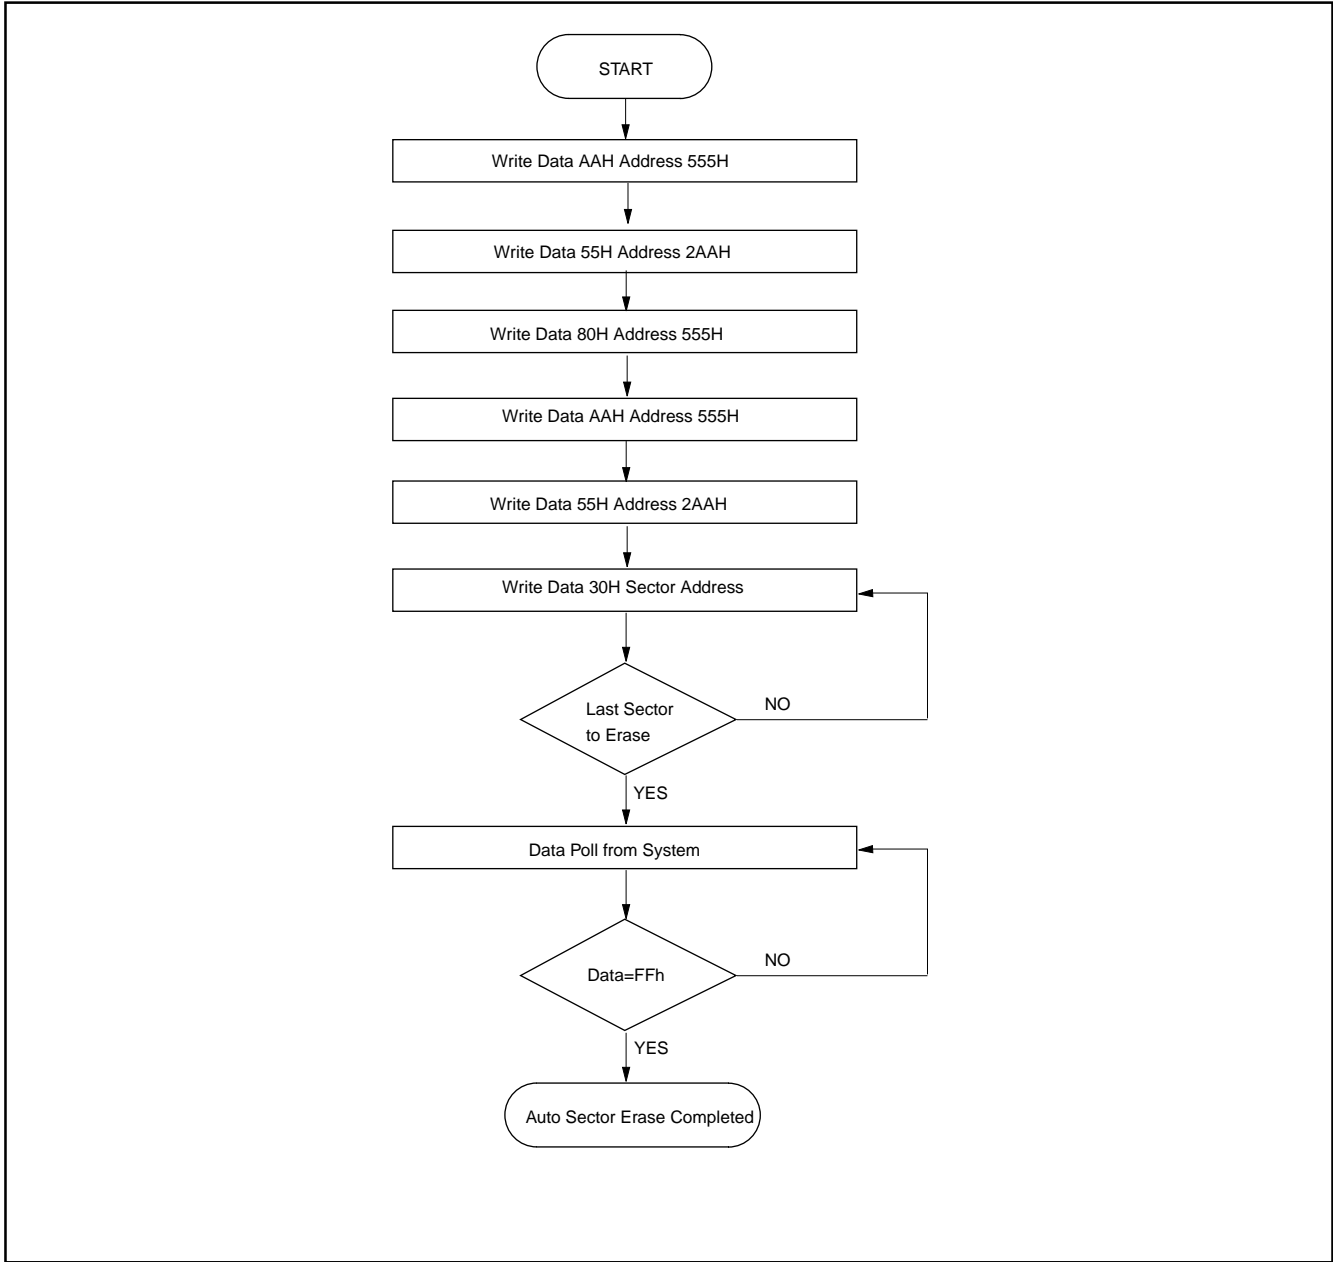 START
Write Data AAH Address 555H
Write Data 55H Address 2AAH
Write Data 80H Address 555H
Write Data AAH Address 555H
Write Data 55H Address 2AAH
Write Data 30H Sector Address
Last Sector
to Erase
NO
YES
Data Poll from System
Data=FFh
NO
YES
Auto Sector Erase Completed